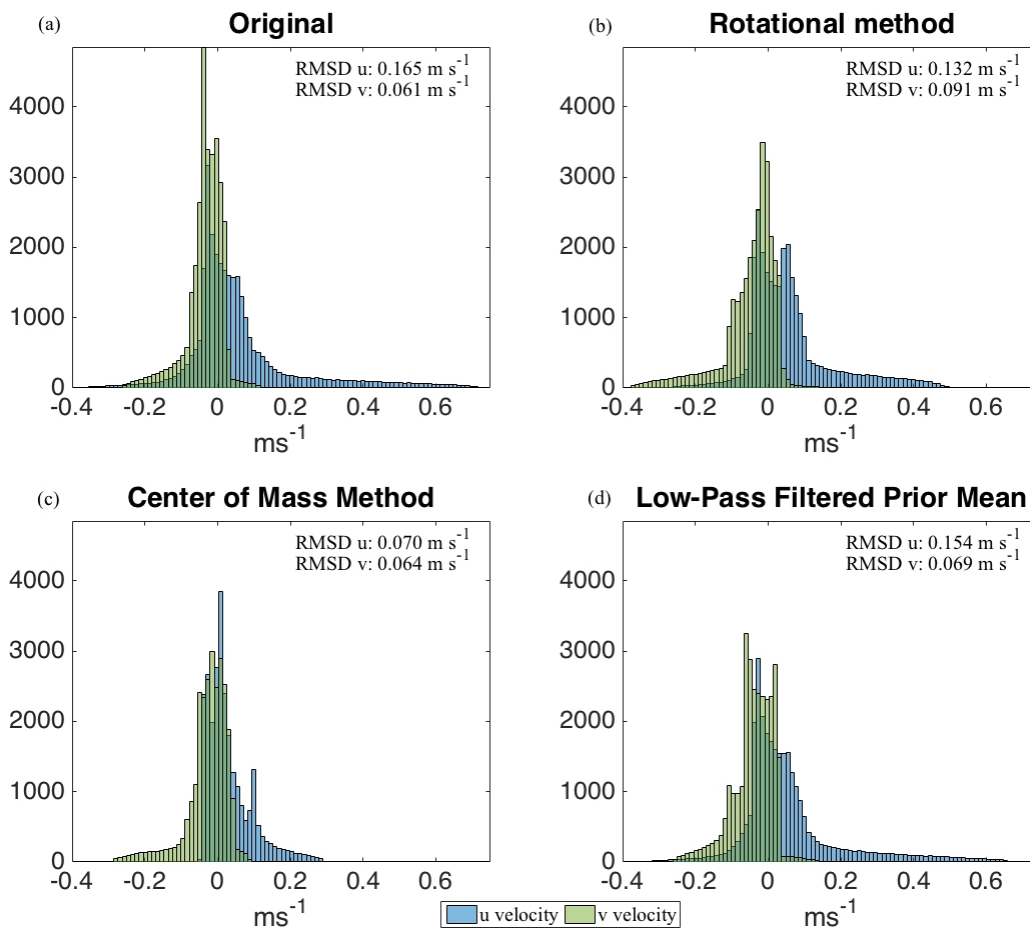 (a) Original
RMSD u: 0.165 m s-1
RMSD v: 0.061 m s-1
4000
3000
2000
1000
0
-0.4 -0.2 0 0.2 0.4 0.6
ms-1
(b) Rotational method
RMSD u: 0.132 m s-1
RMSD v: 0.091 m s-1
4000
3000
2000
1000
0
-0.4 -0.2 0 0.2 0.4 0.6
ms-1
(c) Center of Mass Method
RMSD u: 0.070 m s-1
RMSD v: 0.064 m s-1
4000
3000
2000
1000
0
-0.4 -0.2 0 0.2 0.4 0.6
ms-1
(d) Low-Pass Filtered Prior Mean
RMSD u: 0.154 m s-1
RMSD v: 0.069 m s-1
4000
3000
2000
1000
0
-0.4 -0.2 0 0.2 0.4 0.6
ms-1
u velocity v velocity